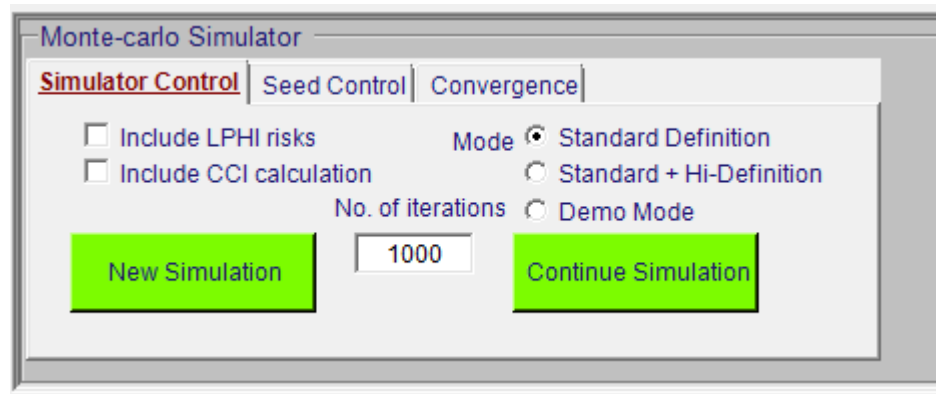 Monte-carlo Simulator
Simulator Control Seed Control Convergence
Include LPHI risks Mode Standard Definition
Include CCI calculation Standard + Hi-Definition
No. of iterations Demo Mode
New Simulation 1000 Continue Simulation